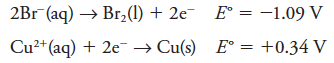 2Br⁻(aq) → Br₂(l) + 2e⁻ E° = −1.09 V
Cu²⁺(aq) + 2e⁻ → Cu(s) E° = +0.34 V